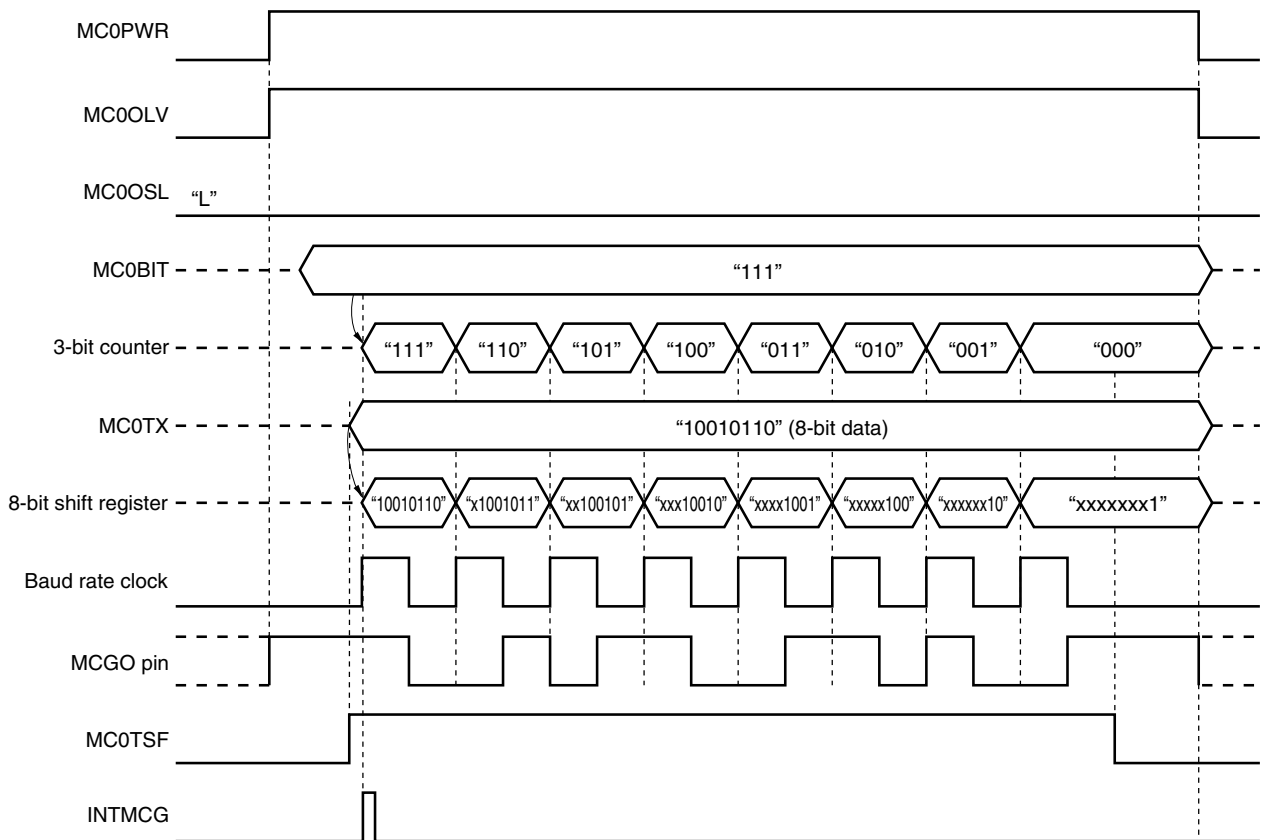 MC0PWR
MC0OLV
MC0OSL “L”
MC0BIT “111”
3-bit counter “111” “110” “101” “100” “011” “010” “001” “000”
MC0TX “10010110” (8-bit data)
8-bit shift register “10010110” “x1001011” “xx100101” “xxx10010” “xxxx1001” “xxxxx100” “xxxxxx10” “xxxxxxx1”
Baud rate clock
MCGO pin
MC0TSF
INTMCG